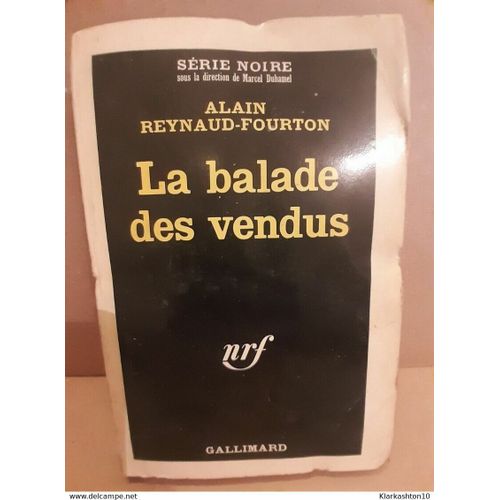 SÉRIE NOIRE
sous la direction de Marcel Duhamel
ALAIN
REYNAUD-FOURTON
La balade
des vendus
nrf
GALLIMARD
www.delcampe.net
Klarkashton10